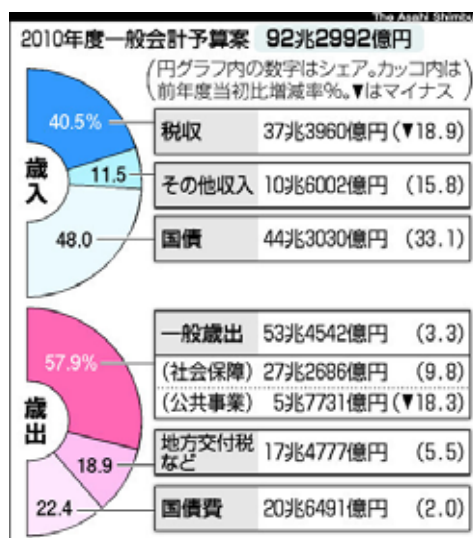 The Asahi Shimbu
2010年度一般会計予算案 92兆2992億円
(円グラフ内の数字はシェア。カッコ内は
前年度当初比増減率%。▼はマイナス)
歳入
40.5%
税収 37兆3960億円(▼18.9)
11.5
その他収入 10兆6002億円 (15.8)
48.0
国債 44兆3030億円 (33.1)
歳出
57.9%
一般歳出 53兆4542億円 (3.3)
(社会保障) 27兆2686億円 (9.8)
(公共事業) 5兆7731億円(▼18.3)
18.9
地方交付税
など 17兆4777億円 (5.5)
22.4
国債費 20兆6491億円 (2.0)